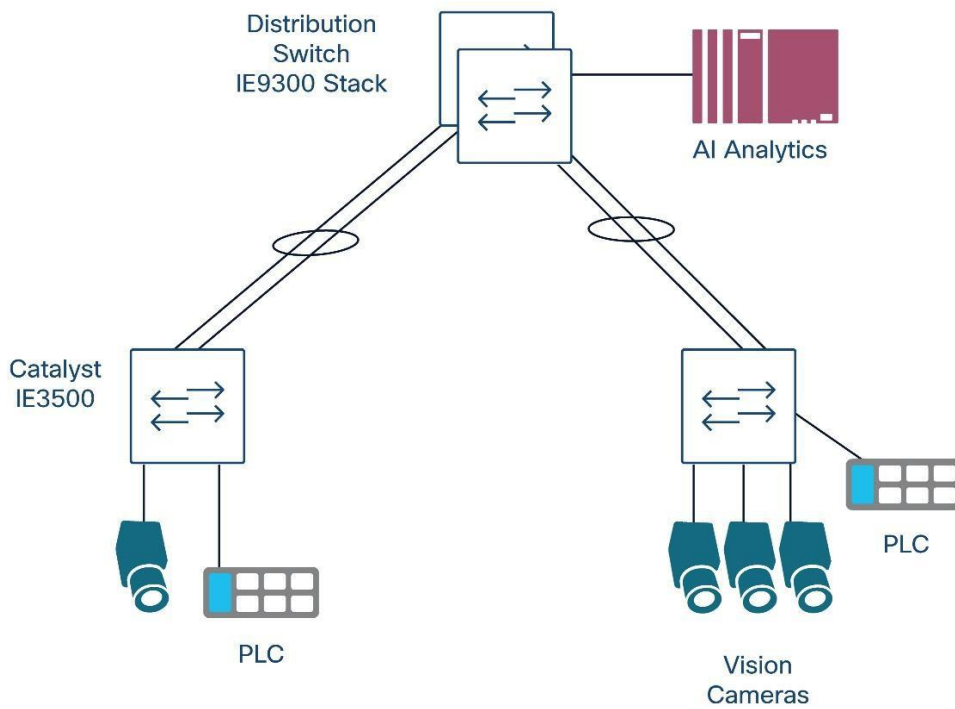 Distribution
Switch
IE9300 Stack
AI Analytics
Catalyst
IE3500
PLC
PLC
Vision
Cameras